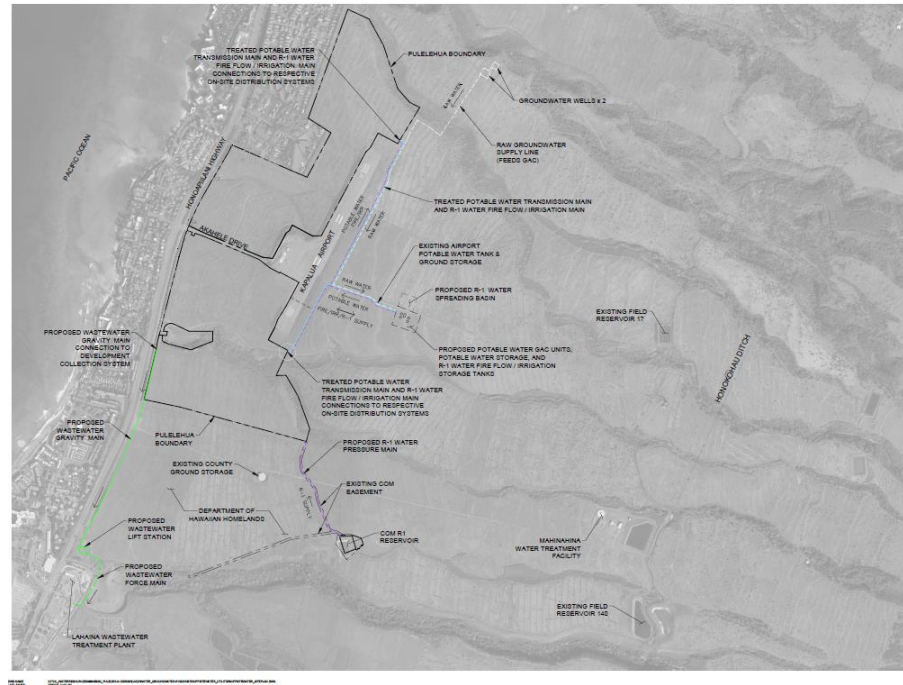 TREATED POTABLE WATER
TRANSMISSION MAIN AND R-1 WATER
FIRE FLOW / IRRIGATION MAIN
CONNECTIONS TO RESPECTIVE
ON-SITE DISTRIBUTION SYSTEMS
PULELEHUA BOUNDARY
GROUNDWATER WELLS x 2
RAW WATER
RAW GROUNDWATER
SUPPLY LINE
(FEEDS GAC)
PACIFIC OCEAN
HONOAPIILANI HIGHWAY
AKAHELE DRIVE
KAPALUA AIRPORT
POTABLE WATER
RAW WATER
TREATED POTABLE WATER TRANSMISSION MAIN
AND R-1 WATER FIRE FLOW / IRRIGATION MAIN
EXISTING AIRPORT
POTABLE WATER TANK &
GROUND STORAGE
RAW WATER
POTABLE WATER
PROPOSED R-1 WATER
SPREADING BASIN
EXISTING FIELD
RESERVOIR 17
HONOKOHAU DITCH
PROPOSED POTABLE WATER GAC UNITS,
POTABLE WATER STORAGE, AND
R-1 WATER FIRE FLOW / IRRIGATION
STORAGE TANKS
PROPOSED WASTEWATER
GRAVITY MAIN
CONNECTION TO
DEVELOPMENT
COLLECTION SYSTEM
TREATED POTABLE WATER
TRANSMISSION MAIN AND R-1 WATER
FIRE FLOW / IRRIGATION MAIN
CONNECTIONS TO RESPECTIVE
ON-SITE DISTRIBUTION SYSTEMS
PROPOSED
WASTEWATER
GRAVITY MAIN
PULELEHUA
BOUNDARY
PROPOSED R-1 WATER
PRESSURE MAIN
EXISTING COUNTY
GROUND STORAGE
EXISTING COM
EASEMENT
R-1 SUPPLY
DEPARTMENT OF
HAWAIIAN HOMELANDS
COM R1
RESERVOIR
MAHINAHINA
WATER TREATMENT
FACILITY
PROPOSED
WASTEWATER
LIFT STATION
PROPOSED
WASTEWATER
FORCE MAIN
EXISTING FIELD
RESERVOIR 140
LAHAINA WASTEWATER
TREATMENT PLANT